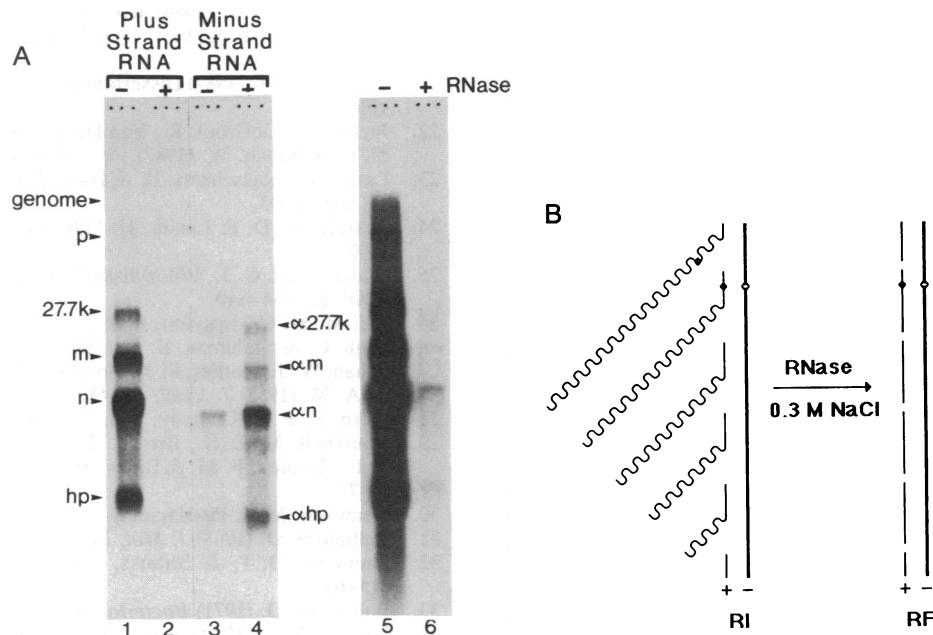 A
Plus
Strand
RNA
Minus
Strand
RNA
− + − +
− + RNase
genome
p
27.7k
m
n
hp
α27.7k
αm
αn
αhp
1 2 3 4 5 6
B
RNase
0.3 M NaCl
+ − + −
RI RF